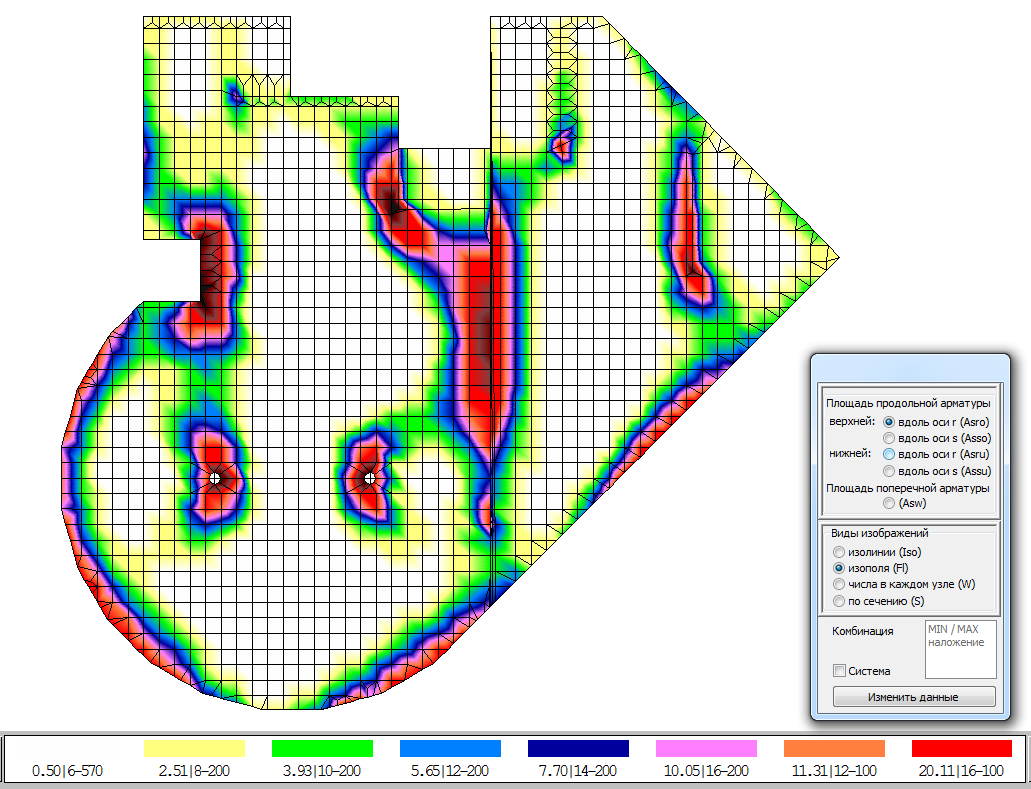 Площадь продольной арматуры
верхней: вдоль оси r (Asro)
вдоль оси s (Asso)
нижней: вдоль оси r (Asru)
вдоль оси s (Assu)
Площадь поперечной арматуры
(Asw)
Виды изображений
изолинии (Iso)
изополя (Fl)
числа в каждом узле (W)
по сечению (S)
Комбинация
MIN / MAX
наложение
Система
Изменить данные
0.50|6-570 2.51|8-200 3.93|10-200 5.65|12-200 7.70|14-200 10.05|16-200 11.31|12-100 20.11|16-100